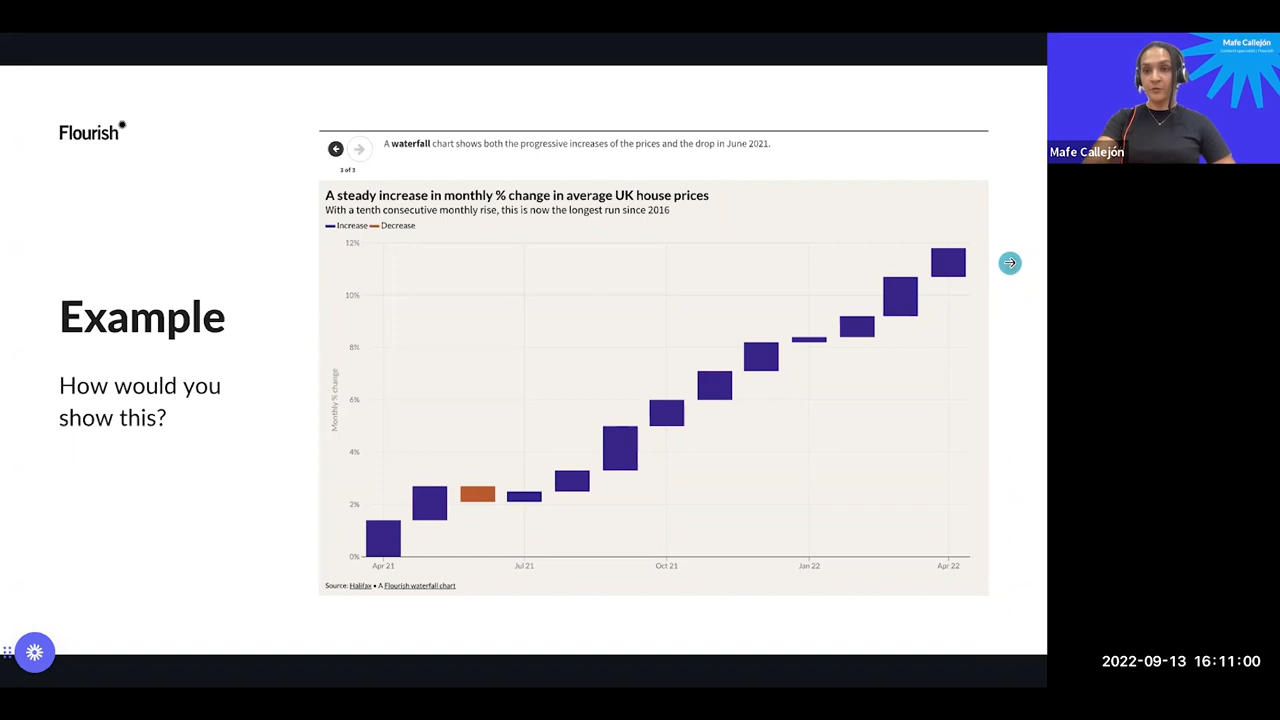 Flourish
Example
How would you
show this?
A waterfall chart shows both the progressive increases of the prices and the drop in June 2021.
3 of 3
A steady increase in monthly % change in average UK house prices
With a tenth consecutive monthly rise, this is now the longest run since 2016
Increase Decrease
12%
10%
8%
6%
4%
2%
0%
Monthly % change
Apr 21 Jul 21 Oct 21 Jan 22 Apr 22
Source: Halifax • A Flourish waterfall chart
Mafe Callejón
Content specialist | Flourish
Mafe Callejón
2022-09-13 16:11:00